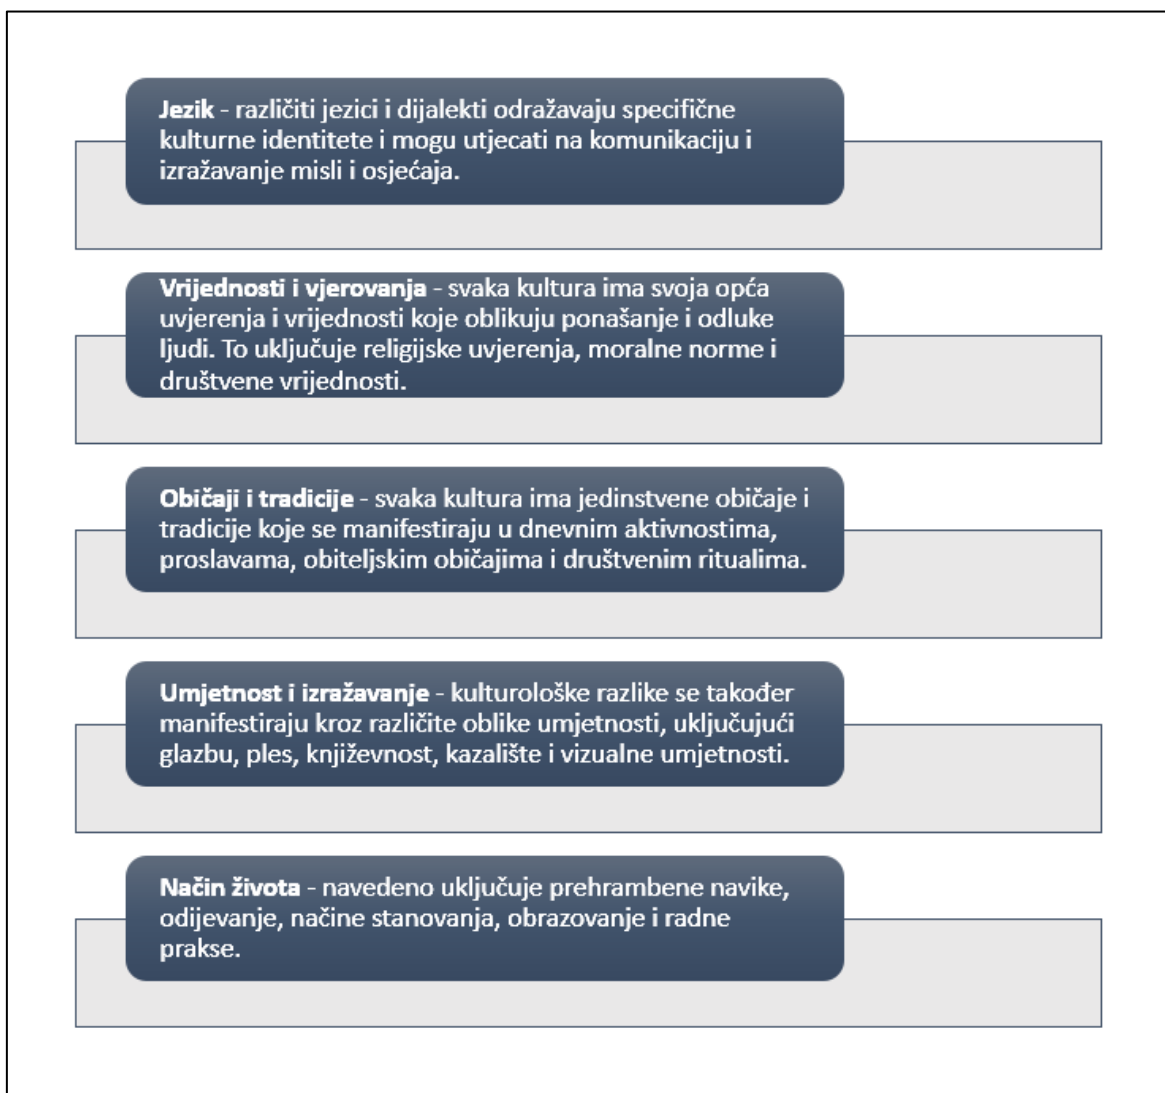 Jezik - različiti jezici i dijalekti odražavaju specifične
kulturne identitete i mogu utjecati na komunikaciju i
izražavanje misli i osjećaja.
Vrijednosti i vjerovanja - svaka kultura ima svoja opća
uvjerenja i vrijednosti koje oblikuju ponašanje i odluke
ljudi. To uključuje religijske uvjerenja, moralne norme i
društvene vrijednosti.
Običaji i tradicije - svaka kultura ima jedinstvene običaje i
tradicije koje se manifestiraju u dnevnim aktivnostima,
proslavama, obiteljskim običajima i društvenim ritualima.
Umjetnost i izražavanje - kulturološke razlike se također
manifestiraju kroz različite oblike umjetnosti, uključujući
glazbu, ples, književnost, kazalište i vizualne umjetnosti.
Način života - navedeno uključuje prehrambene navike,
odijevanje, načine stanovanja, obrazovanje i radne
prakse.